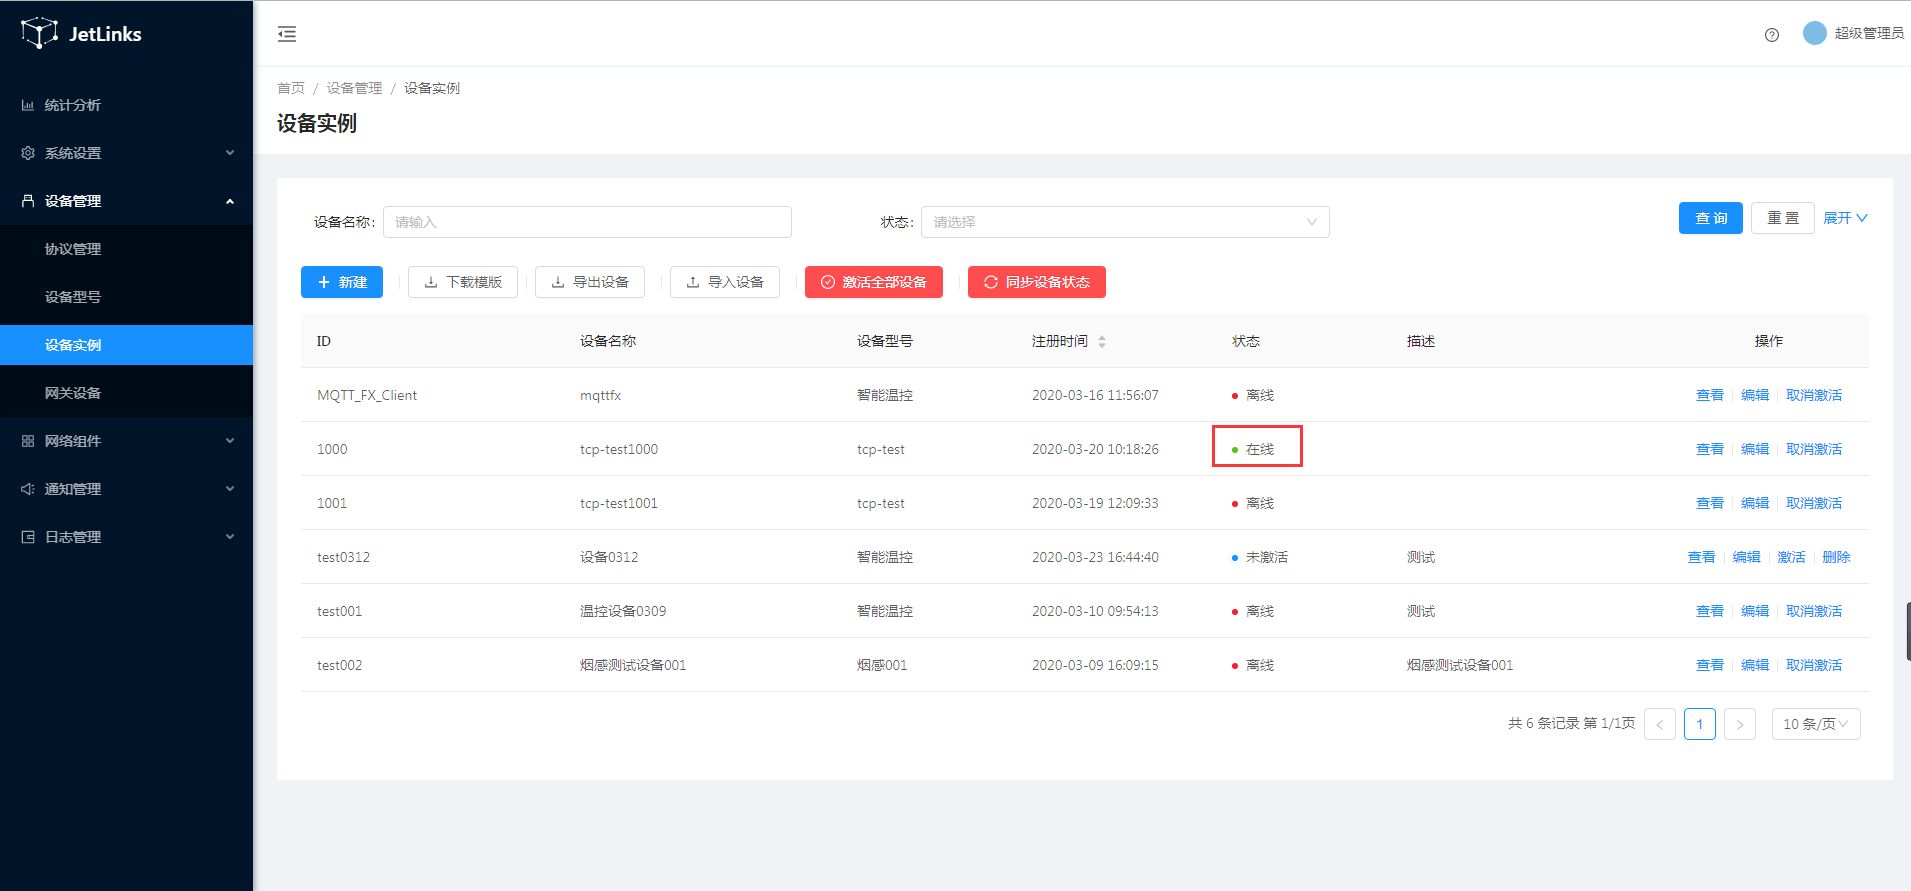 JetLinks
超级管理员
统计分析
系统设置
设备管理
协议管理
设备型号
设备实例
网关设备
网络组件
通知管理
日志管理
首页 / 设备管理 / 设备实例
设备实例
设备名称: 请输入 状态: 请选择 查 询 重 置 展开
新建 下载模版 导出设备 导入设备 激活全部设备 同步设备状态
ID 设备名称 设备型号 注册时间 状态 描述 操作
MQTT_FX_Client mqttfx 智能温控 2020-03-16 11:56:07 离线 查看 编辑 取消激活
1000 tcp-test1000 tcp-test 2020-03-20 10:18:26 在线 查看 编辑 取消激活
1001 tcp-test1001 tcp-test 2020-03-19 12:09:33 离线 查看 编辑 取消激活
test0312 设备0312 智能温控 2020-03-23 16:44:40 未激活 测试 查看 编辑 激活 删除
test001 温控设备0309 智能温控 2020-03-10 09:54:13 离线 测试 查看 编辑 取消激活
test002 烟感测试设备001 烟感001 2020-03-09 16:09:15 离线 烟感测试设备001 查看 编辑 取消激活
共 6 条记录 第 1/1页 < 1 > 10 条/页